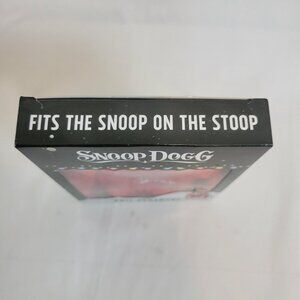 FITS THE SNOOP ON THE STOOP
SNOOP DOGG